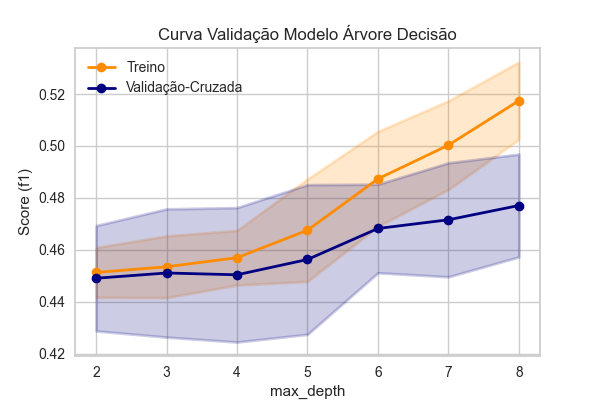 Curva Validação Modelo Árvore Decisão
Treino
Validação-Cruzada
Score (f1)
0.52
0.50
0.48
0.46
0.44
0.42
2 3 4 5 6 7 8
max_depth